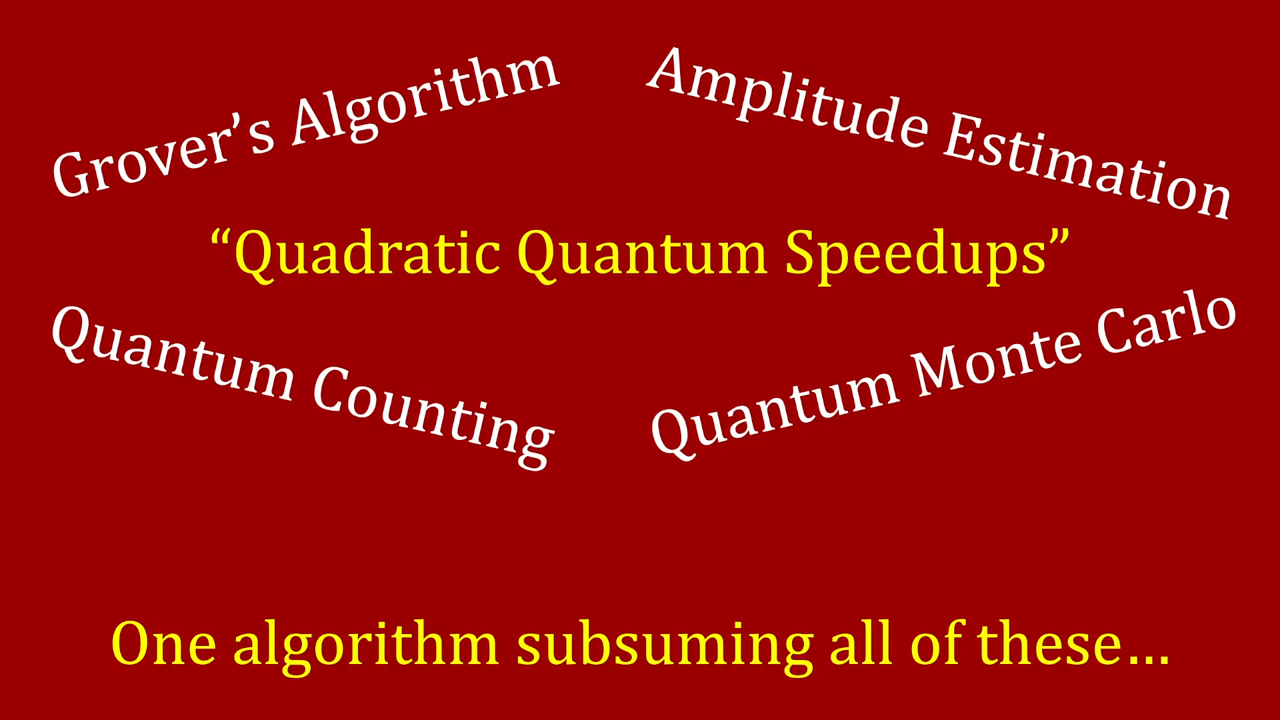 Grover’s Algorithm
Amplitude Estimation
“Quadratic Quantum Speedups”
Quantum Counting
Quantum Monte Carlo
One algorithm subsuming all of these…